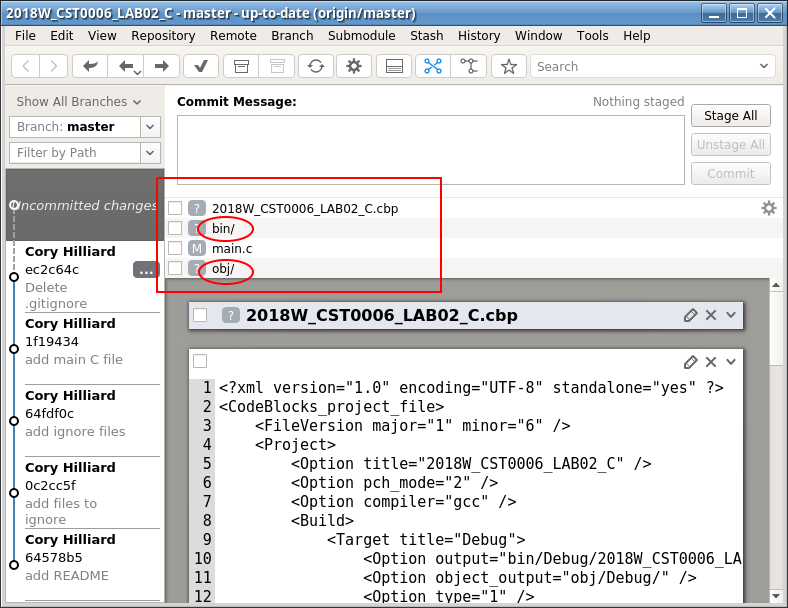 2018W_CST0006_LAB02_C - master - up-to-date (origin/master)
File Edit View Repository Remote Branch Submodule Stash History Window Tools Help
Search
Show All Branches
Branch: master
Filter by Path
Commit Message:
Nothing staged
Stage All
Unstage All
Commit
Uncommitted changes
Cory Hilliard
ec2c64c
...
Delete
.gitignore
Cory Hilliard
1f19434
add main C file
Cory Hilliard
64fdf0c
add ignore files
Cory Hilliard
0c2cc5f
add files to
ignore
Cory Hilliard
64578b5
add README
? 2018W_CST0006_LAB02_C.cbp
? bin/
M main.c
? obj/
? 2018W_CST0006_LAB02_C.cbp
1 <?xml version="1.0" encoding="UTF-8" standalone="yes" ?>
2 <CodeBlocks_project_file>
3 <FileVersion major="1" minor="6" />
4 <Project>
5 <Option title="2018W_CST0006_LAB02_C" />
6 <Option pch_mode="2" />
7 <Option compiler="gcc" />
8 <Build>
9 <Target title="Debug">
10 <Option output="bin/Debug/2018W_CST0006_LA
11 <Option object_output="obj/Debug/" />
12 <Option type="1" />